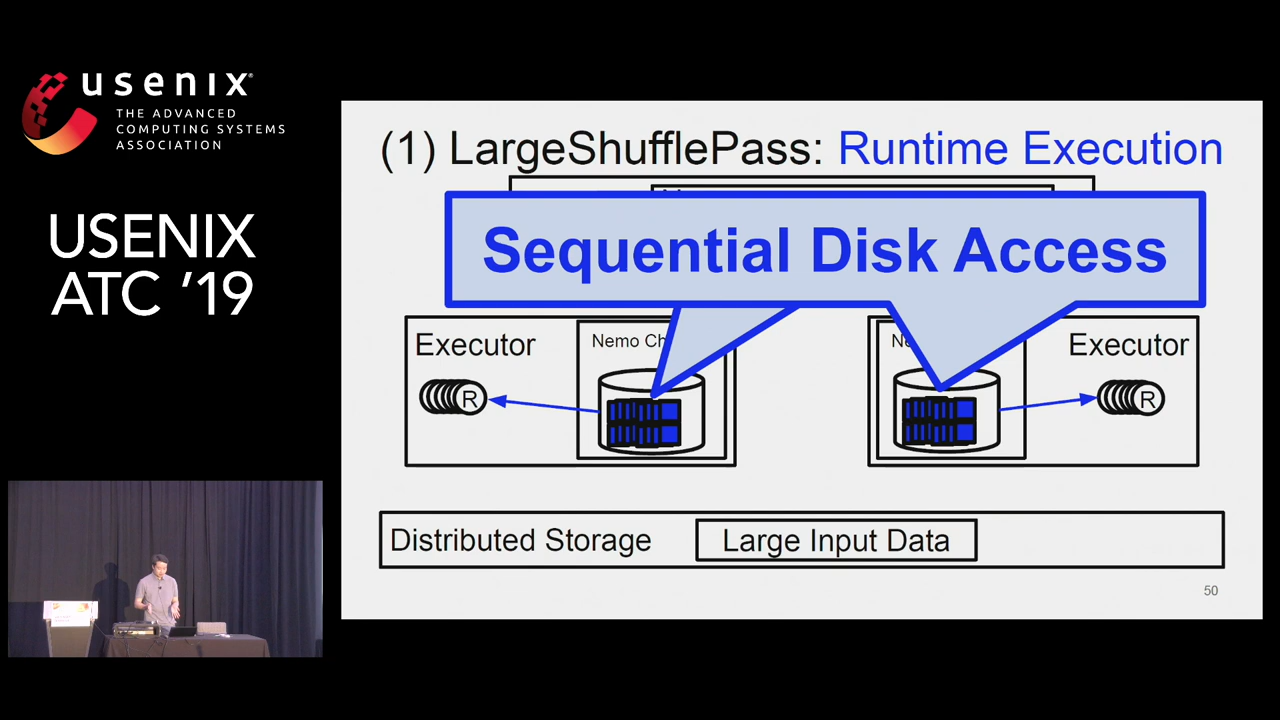 usenix
THE ADVANCED
COMPUTING SYSTEMS
ASSOCIATION
USENIX
ATC '19
(1) LargeShufflePass: Runtime Execution
Sequential Disk Access
Executor
Nemo
Executor
R
R
Distributed Storage
Large Input Data
50